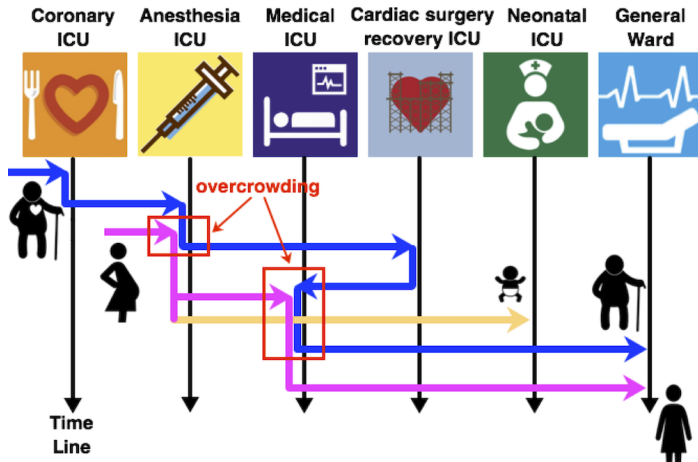 Coronary
ICU
Anesthesia
ICU
Medical
ICU
Cardiac surgery
recovery ICU
Neonatal
ICU
General
Ward
overcrowding
Time
Line